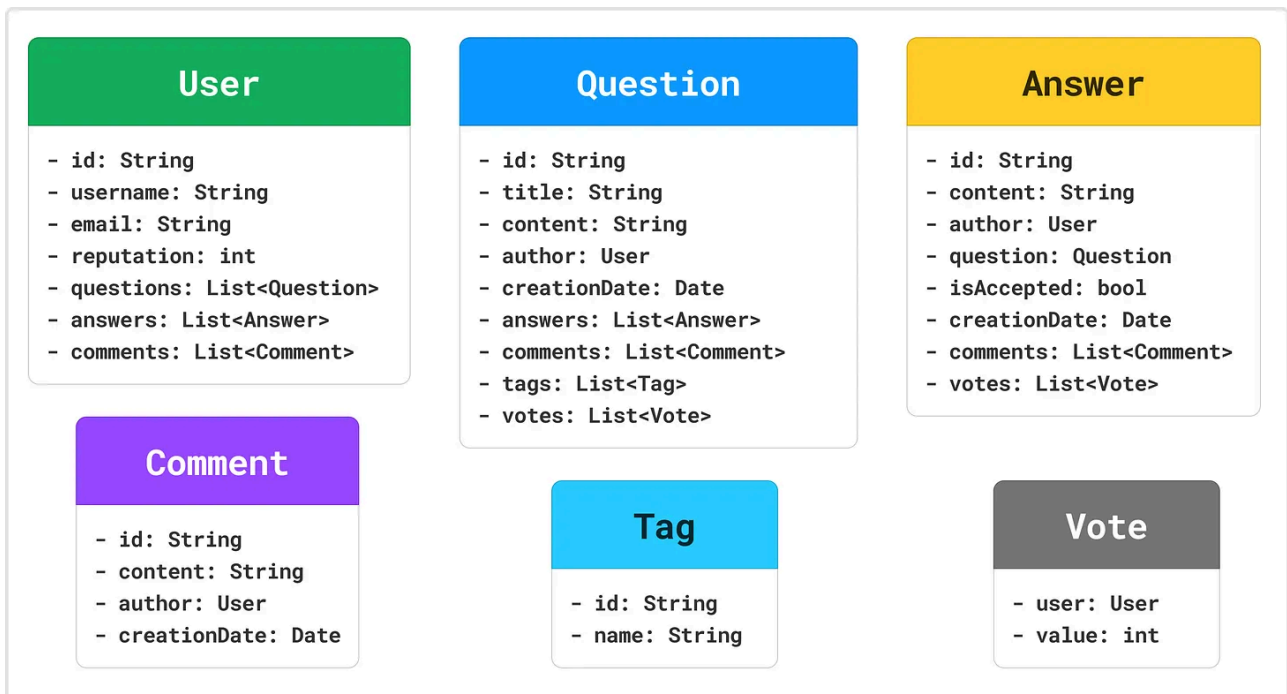 User
- id: String
- username: String
- email: String
- reputation: int
- questions: List<Question>
- answers: List<Answer>
- comments: List<Comment>
Question
- id: String
- title: String
- content: String
- author: User
- creationDate: Date
- answers: List<Answer>
- comments: List<Comment>
- tags: List<Tag>
- votes: List<Vote>
Answer
- id: String
- content: String
- author: User
- question: Question
- isAccepted: bool
- creationDate: Date
- comments: List<Comment>
- votes: List<Vote>
Comment
- id: String
- content: String
- author: User
- creationDate: Date
Tag
- id: String
- name: String
Vote
- user: User
- value: int